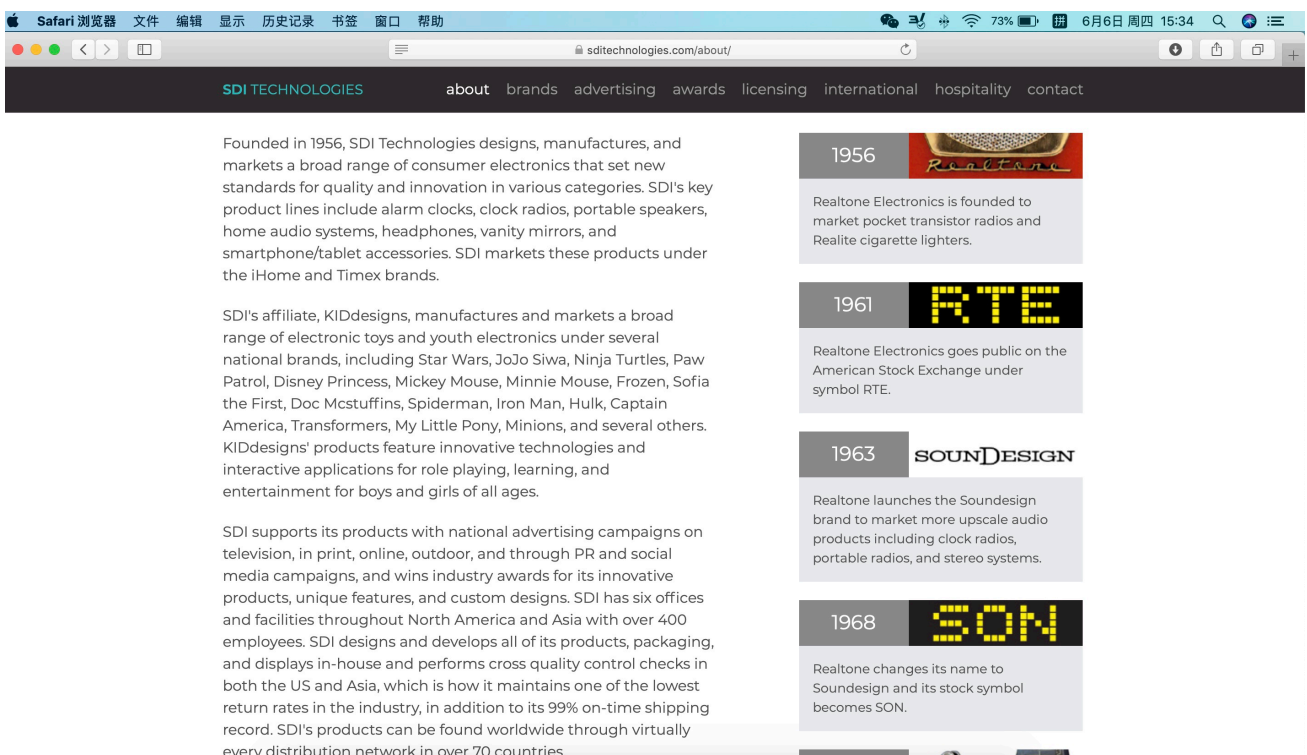 Safari 浏览器 文件 编辑 显示 历史记录 书签 窗口 帮助 73% 拼 6月6日 周四 15:34
sditechnologies.com/about/
SDI TECHNOLOGIES about brands advertising awards licensing international hospitality contact
Founded in 1956, SDI Technologies designs, manufactures, and
markets a broad range of consumer electronics that set new
standards for quality and innovation in various categories. SDI's key
product lines include alarm clocks, clock radios, portable speakers,
home audio systems, headphones, vanity mirrors, and
smartphone/tablet accessories. SDI markets these products under
the iHome and Timex brands.
SDI's affiliate, KIDdesigns, manufactures and markets a broad
range of electronic toys and youth electronics under several
national brands, including Star Wars, JoJo Siwa, Ninja Turtles, Paw
Patrol, Disney Princess, Mickey Mouse, Minnie Mouse, Frozen, Sofia
the First, Doc Mcstuffins, Spiderman, Iron Man, Hulk, Captain
America, Transformers, My Little Pony, Minions, and several others.
KIDdesigns' products feature innovative technologies and
interactive applications for role playing, learning, and
entertainment for boys and girls of all ages.
SDI supports its products with national advertising campaigns on
television, in print, online, outdoor, and through PR and social
media campaigns, and wins industry awards for its innovative
products, unique features, and custom designs. SDI has six offices
and facilities throughout North America and Asia with over 400
employees. SDI designs and develops all of its products, packaging,
and displays in-house and performs cross quality control checks in
both the US and Asia, which is how it maintains one of the lowest
return rates in the industry, in addition to its 99% on-time shipping
record. SDI's products can be found worldwide through virtually
every distribution network in over 70 countries.
1956 Realtone
Realtone Electronics is founded to
market pocket transistor radios and
Realite cigarette lighters.
1961 RTE
Realtone Electronics goes public on the
American Stock Exchange under
symbol RTE.
1963 SOUNDESIGN
Realtone launches the Soundesign
brand to market more upscale audio
products including clock radios,
portable radios, and stereo systems.
1968 SON
Realtone changes its name to
Soundesign and its stock symbol
becomes SON.